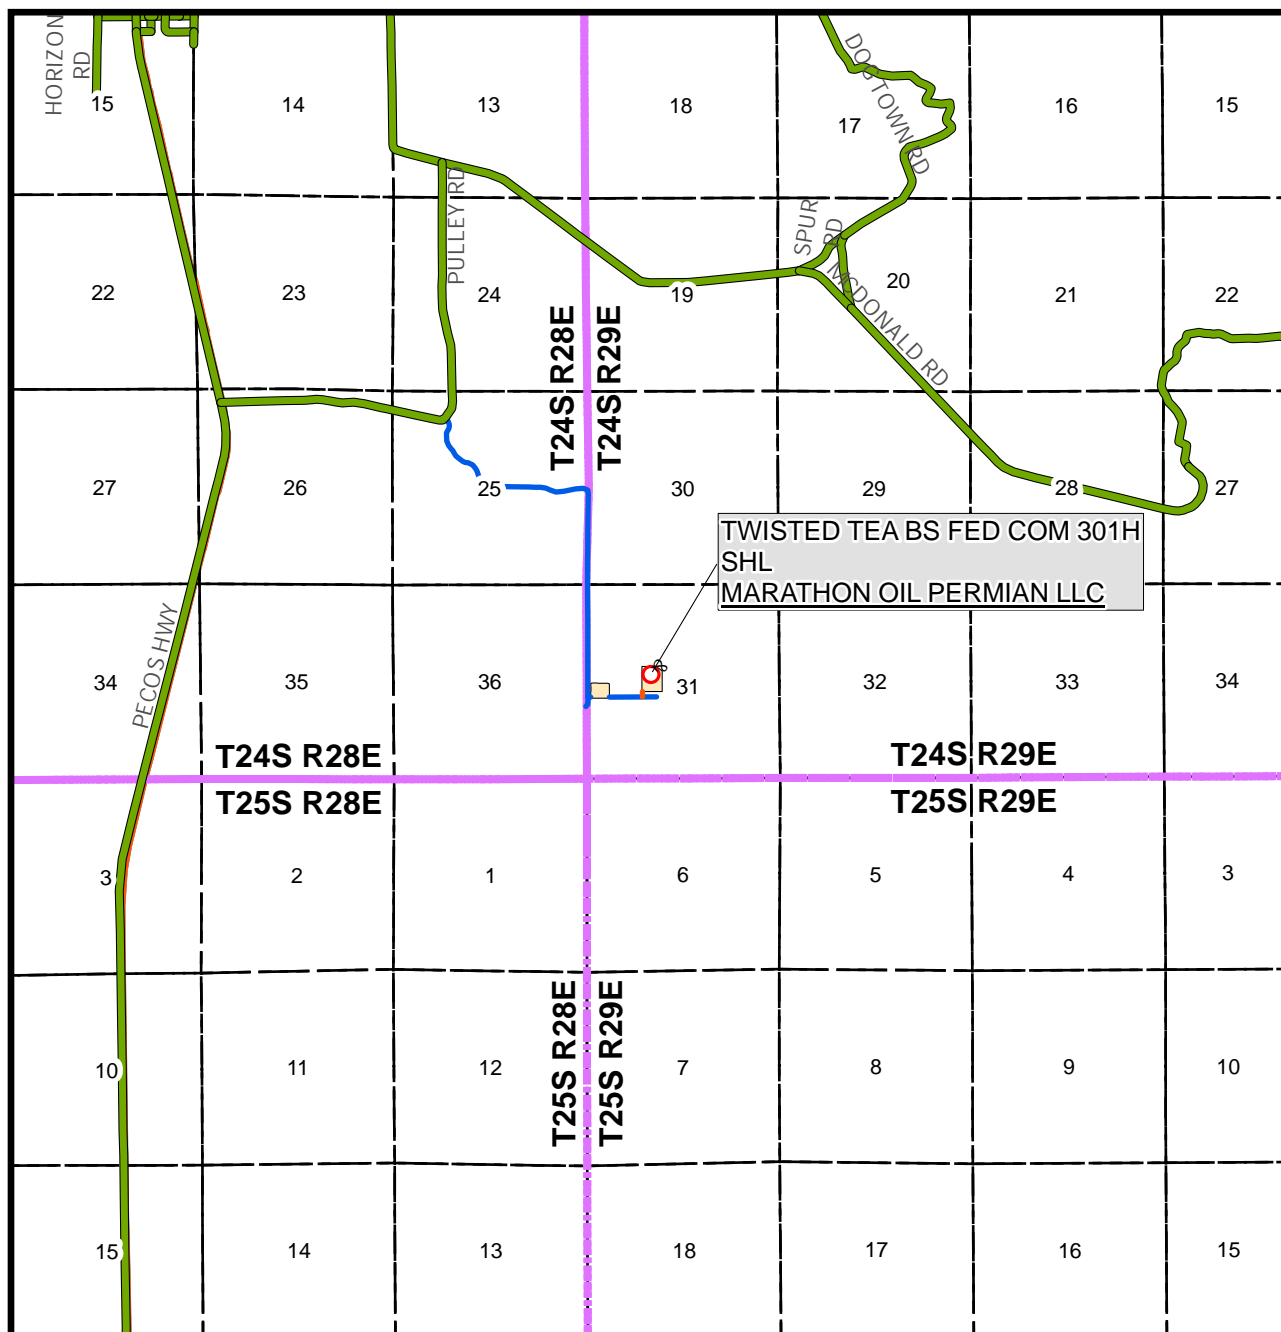 HORIZON
RD
15
14
13
18
DOGTOWN RD
17
16
15
PULLEY RD
SPUR
RD
MCDONALD RD
22
23
24
19
20
21
22
T24S R28E
T24S R29E
27
26
25
30
29
28
27
TWISTED TEA BS FED COM 301H
SHL
MARATHON OIL PERMIAN LLC
PECOS HWY
34
35
36
31
32
33
34
T24S R28E
T24S R29E
T25S R28E
T25S R29E
3
2
1
6
5
4
3
T25S R28E
T25S R29E
10
11
12
7
8
9
10
15
14
13
18
17
16
15